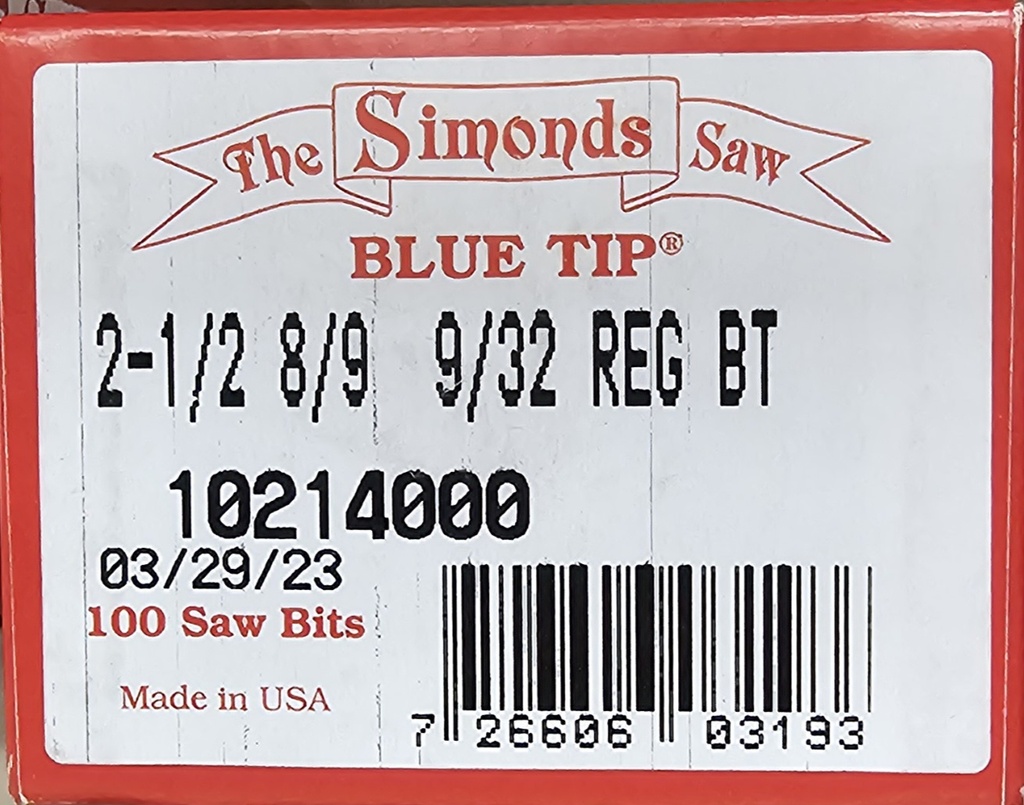 The Simonds Saw
BLUE TIP®
2-1/2 8/9 9/32 REG BT
10214000
03/29/23
100 Saw Bits
Made in USA
7 26606 03193